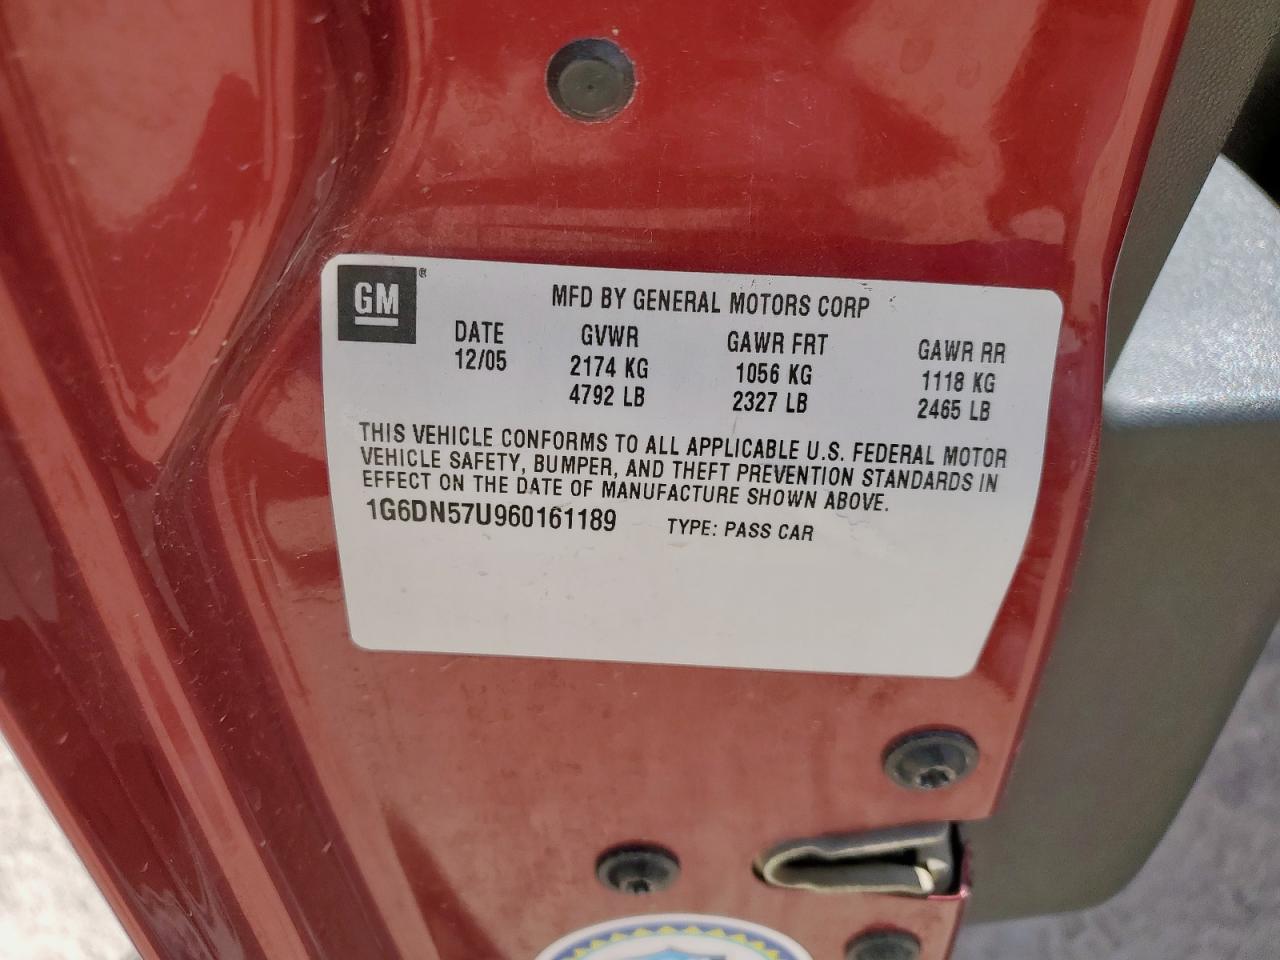 GM®
MFD BY GENERAL MOTORS CORP
DATE GVWR GAWR FRT GAWR RR
12/05 2174 KG 1056 KG 1118 KG
4792 LB 2327 LB 2465 LB
THIS VEHICLE CONFORMS TO ALL APPLICABLE U.S. FEDERAL MOTOR
VEHICLE SAFETY, BUMPER, AND THEFT PREVENTION STANDARDS IN
EFFECT ON THE DATE OF MANUFACTURE SHOWN ABOVE.
1G6DN57U960161189 TYPE: PASS CAR